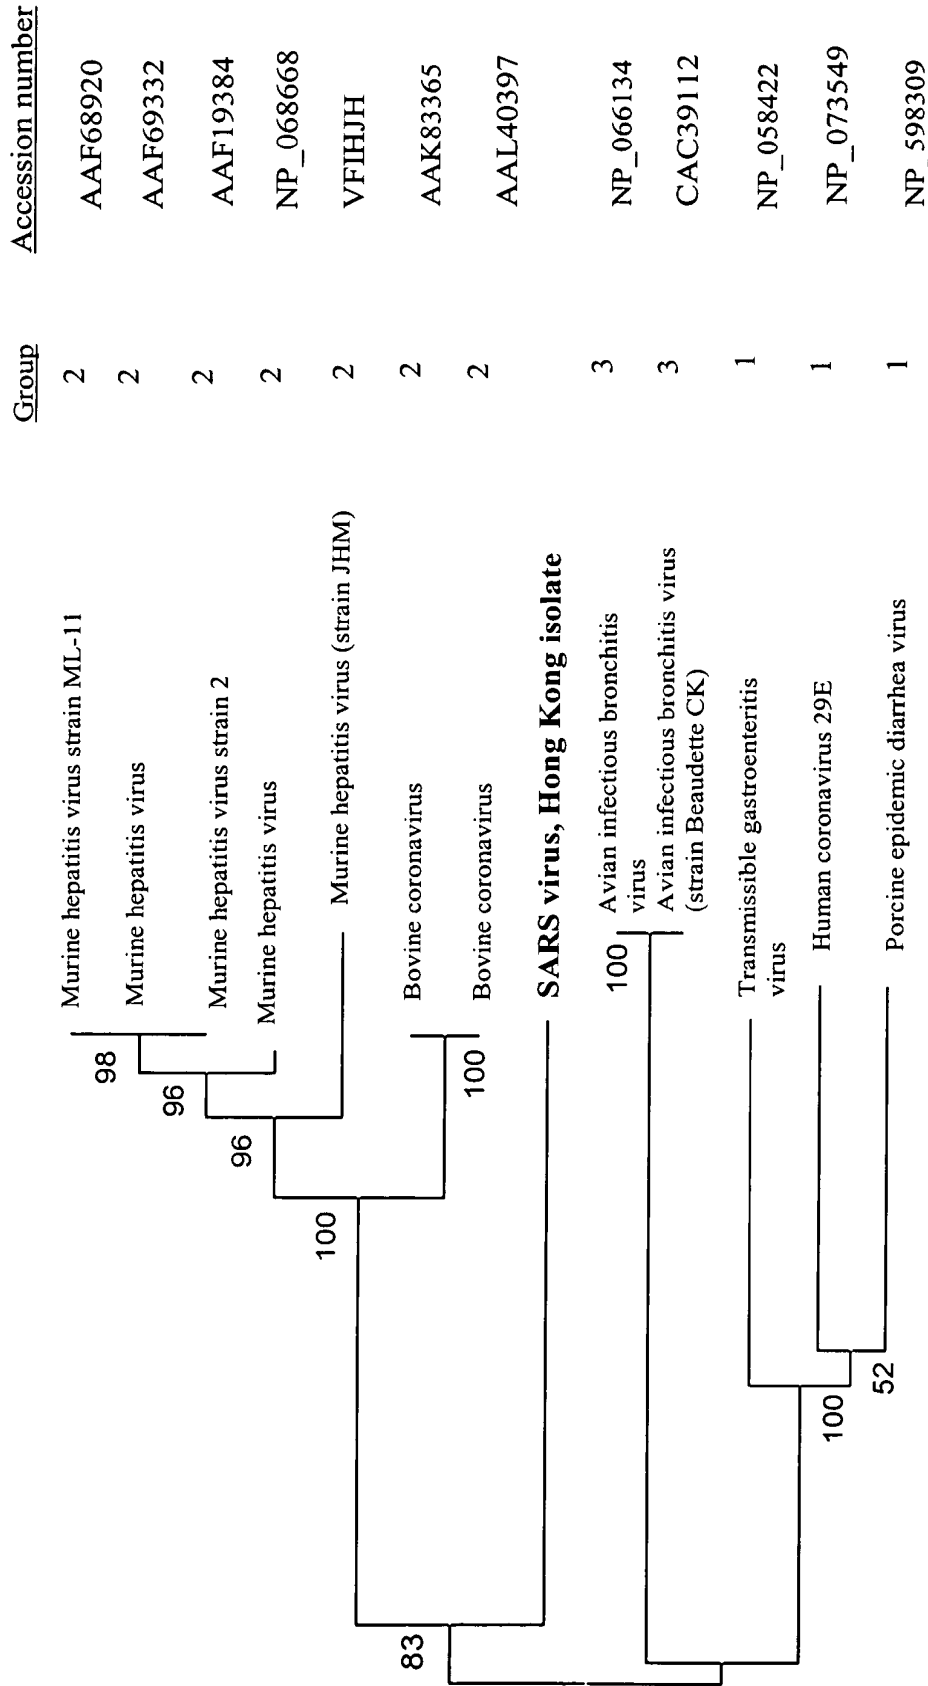 Group Accession number
Murine hepatitis virus strain ML-11 2 AAF68920
98
Murine hepatitis virus 2 AAF69332
96
Murine hepatitis virus strain 2 2 AAF19384
96
Murine hepatitis virus 2 NP_068668
100
Murine hepatitis virus (strain JHM) 2 VFIHJH
83
Bovine coronavirus 2 AAK83365
100
Bovine coronavirus 2 AAL40397
SARS virus, Hong Kong isolate
100
Avian infectious bronchitis 3 NP_066134
virus
Avian infectious bronchitis virus 3 CAC39112
(strain Beaudette CK)
Transmissible gastroenteritis 1 NP_058422
virus
100
Human coronavirus 29E 1 NP_073549
52
Porcine epidemic diarrhea virus 1 NP_598309